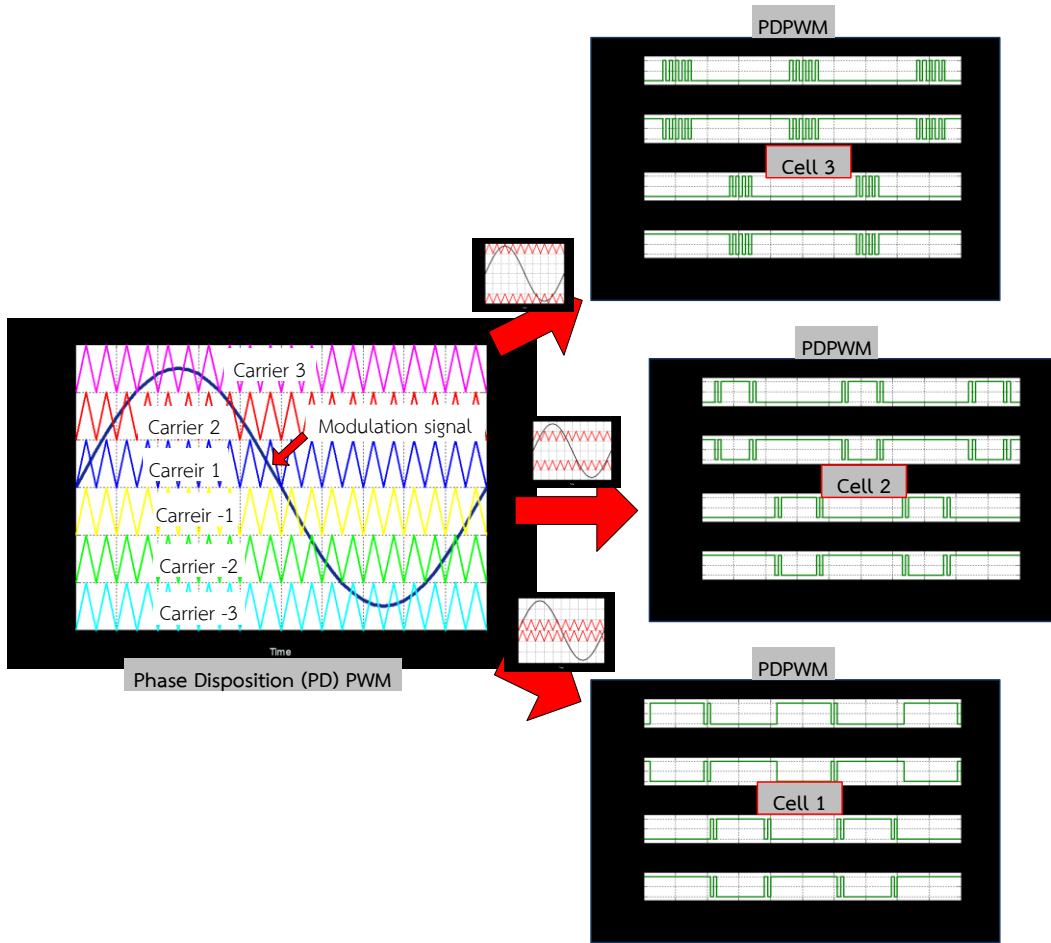 PDPWM
Cell 3
PDPWM
Carrier 3
Carrier 2
Modulation signal
Carreir 1
Cell 2
Carreir -1
Carrier -2
Carrier -3
Time
PDPWM
Phase Disposition (PD) PWM
Cell 1